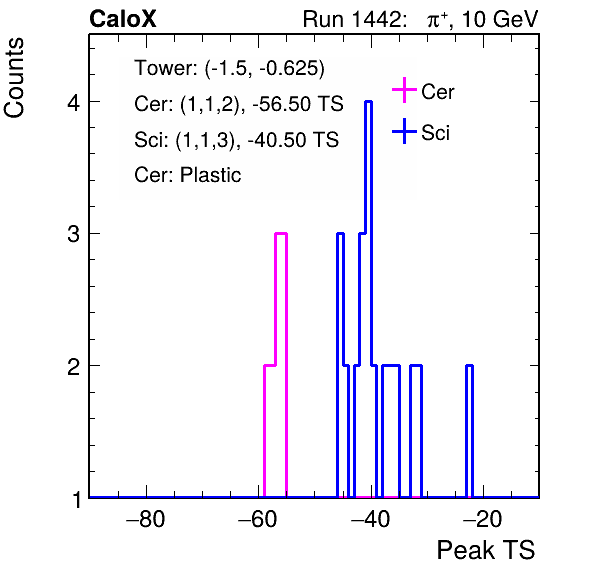 CaloX Run 1442: π⁺, 10 GeV
Counts
Tower: (-1.5, -0.625)
Cer: (1,1,2), -56.50 TS
Sci: (1,1,3), -40.50 TS
Cer: Plastic
Cer
Sci
4
3
2
1
−80 −60 −40 −20
Peak TS